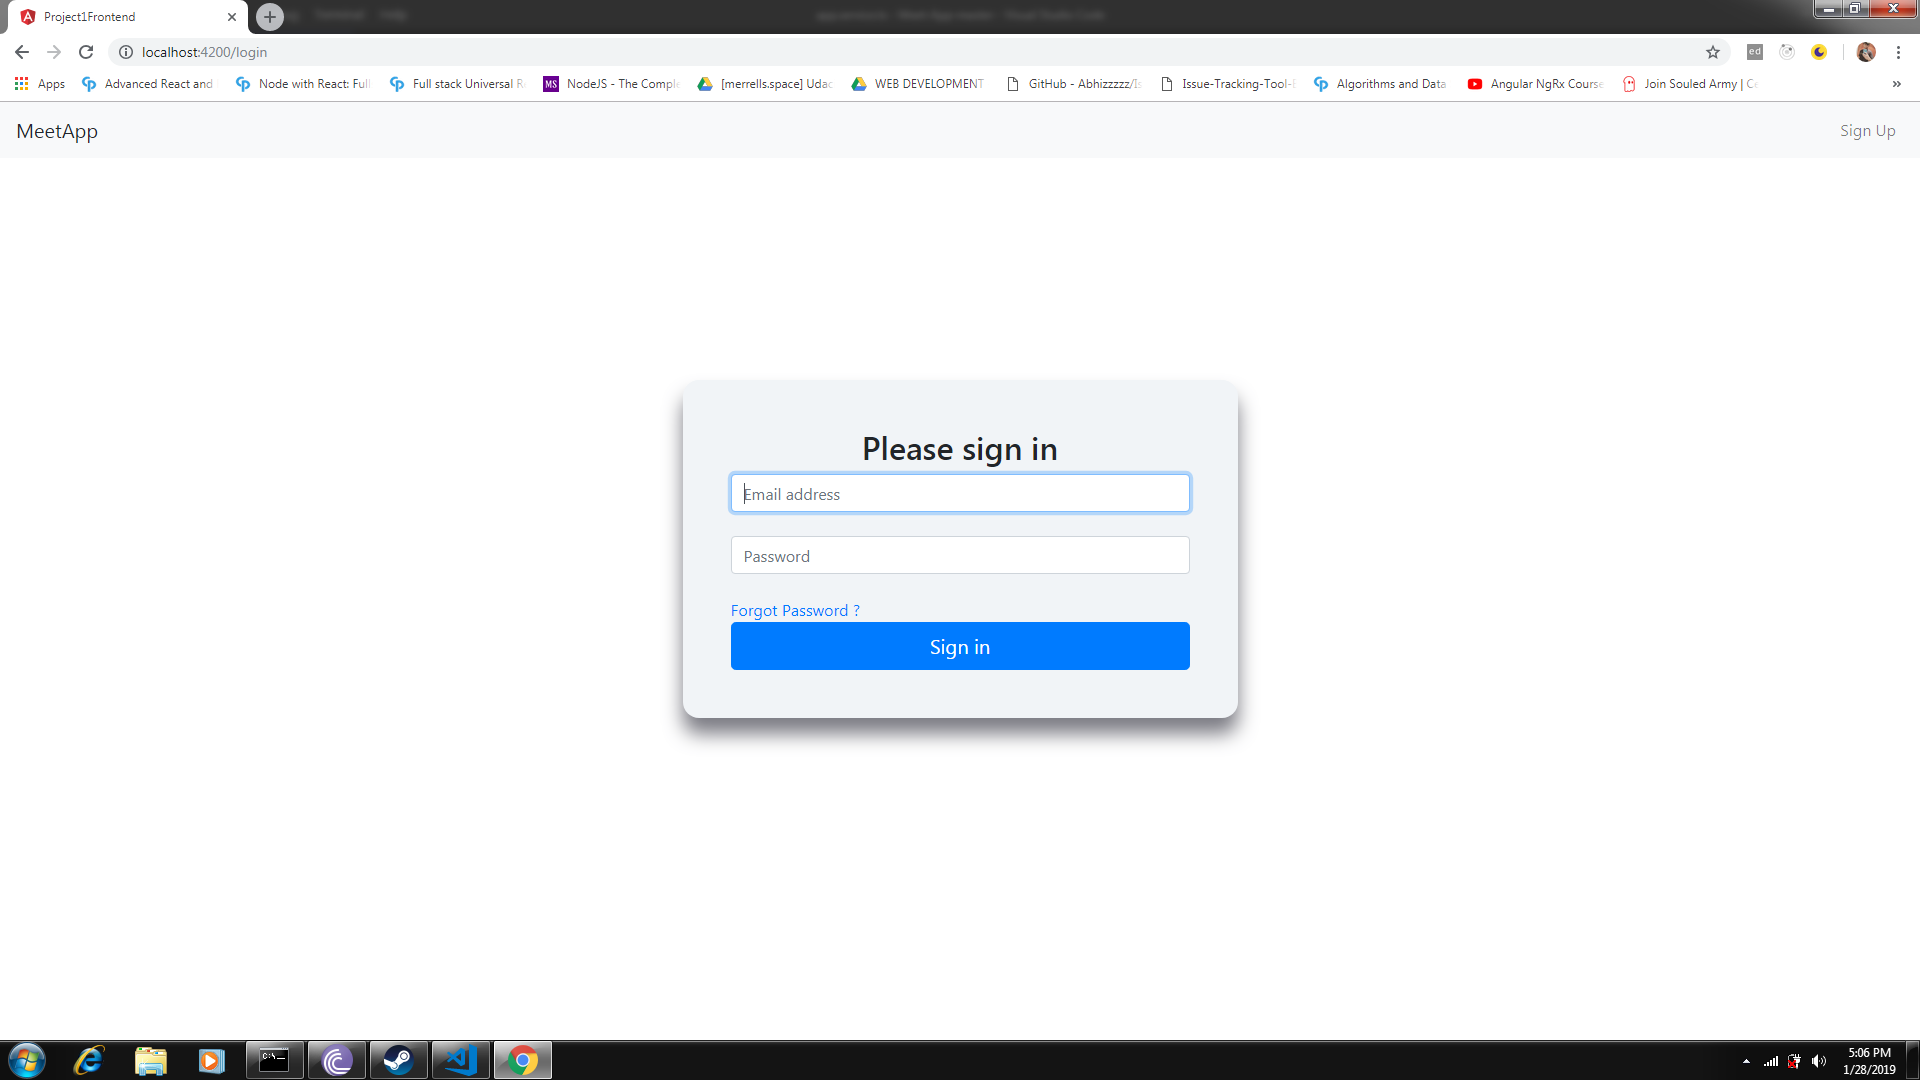 Project1Frontend
localhost:4200/login
Apps
Advanced React and
Node with React: Full
Full stack Universal R
NodeJS - The Comple
[merrells.space] Udac
WEB DEVELOPMENT
GitHub - Abhizzzzz/Is
Issue-Tracking-Tool-B
Algorithms and Data
Angular NgRx Course
Join Souled Army | Ce
MeetApp
Sign Up
Please sign in
Email address
Password
Forgot Password ?
Sign in
5:06 PM
1/28/2019